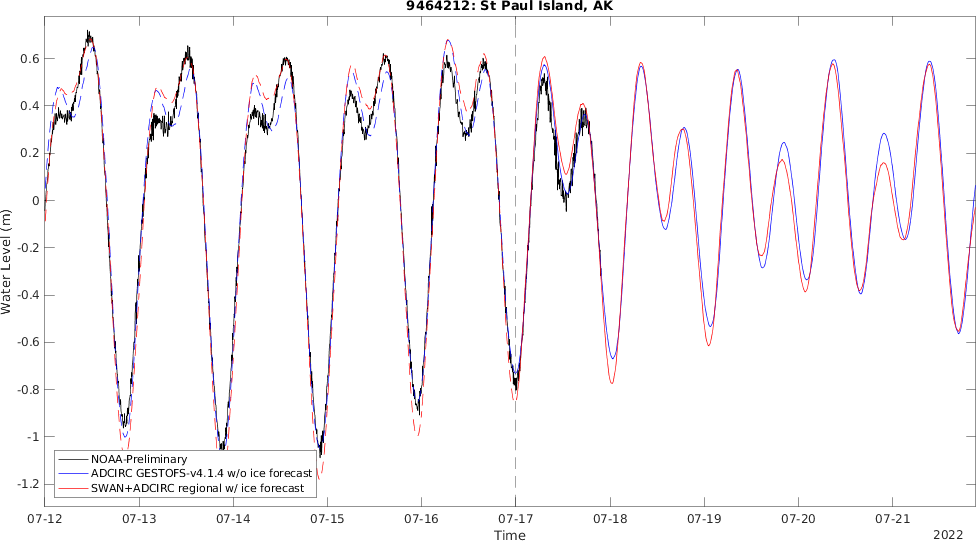 9464212: St Paul Island, AK
Water Level (m)
0.6
0.4
0.2
0
-0.2
-0.4
-0.6
-0.8
-1
-1.2
NOAA-Preliminary
ADCIRC GESTOFS-v4.1.4 w/o ice forecast
SWAN+ADCIRC regional w/ ice forecast
07-12 07-13 07-14 07-15 07-16 07-17 07-18 07-19 07-20 07-21
Time
2022